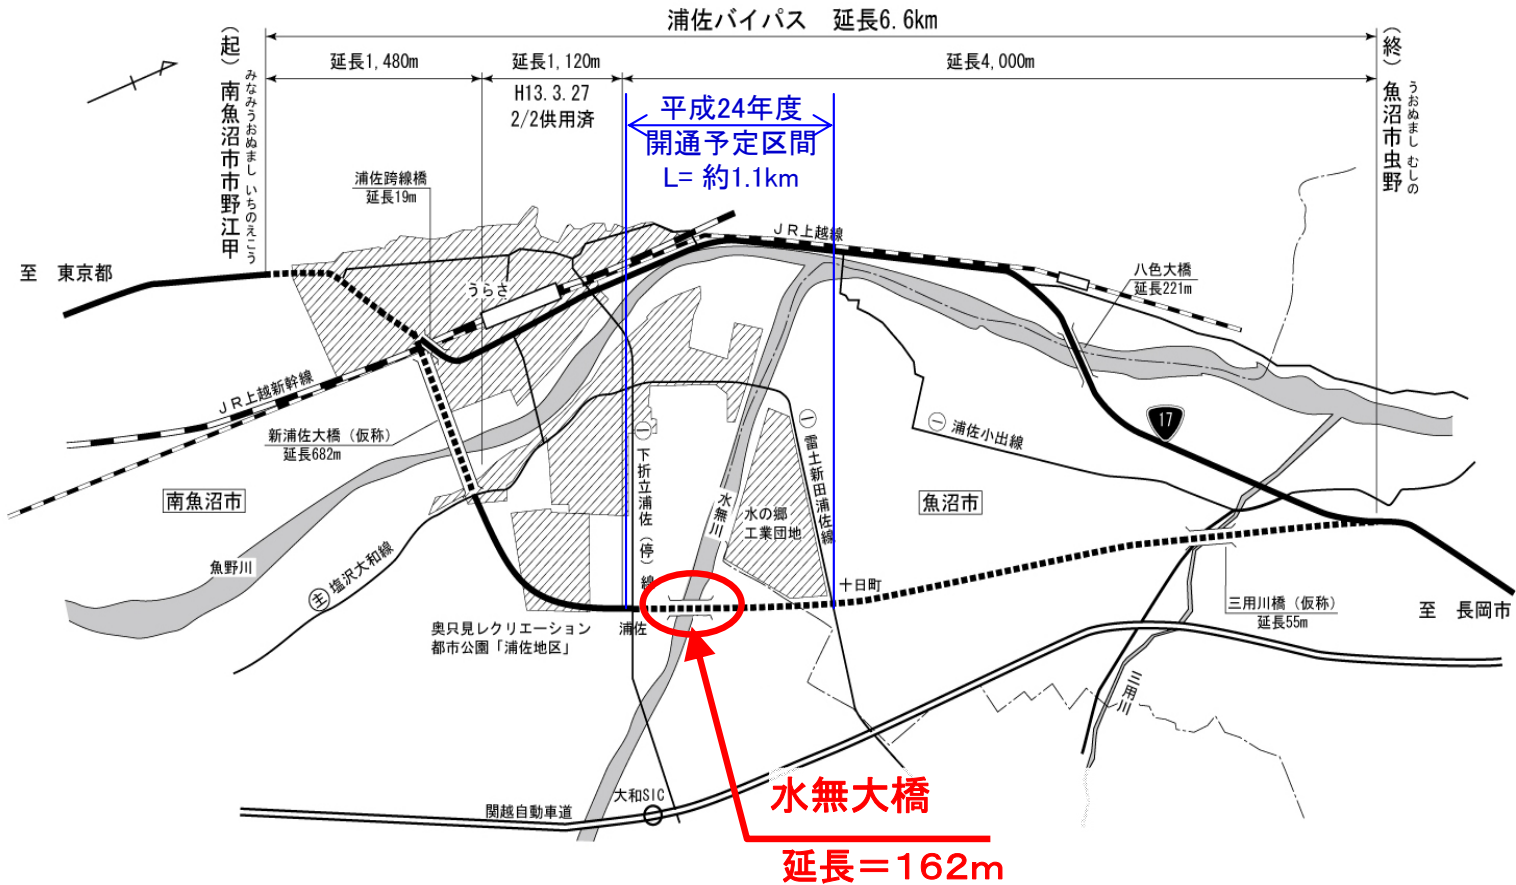 浦佐バイパス　延長6.6km
延長1,480m
延長1,120m
延長4,000m
H13.3.27
2/2供用済
平成24年度
開通予定区間
L= 約1.1km
（起）南魚沼市市野江甲
みなみうおぬまし いちのえこう
（終）魚沼市虫野
うおぬまし むしの
浦佐跨線橋
延長19m
ＪＲ上越線
至　東京都
うらさ
八色大橋
延長221m
ＪＲ上越新幹線
新浦佐大橋（仮称）
延長682m
17
㊀浦佐小出線
㊀下折立浦佐（停）線
㊀雷土新田浦佐線
南魚沼市
魚沼市
水無川
水の郷
工業団地
魚野川
㊤塩沢大和線
十日町
三用川橋（仮称）
延長55m
至　長岡市
奥只見レクリエーション
都市公園「浦佐地区」
浦佐
三用川
水無大橋
延長＝162m
大和SIC
関越自動車道